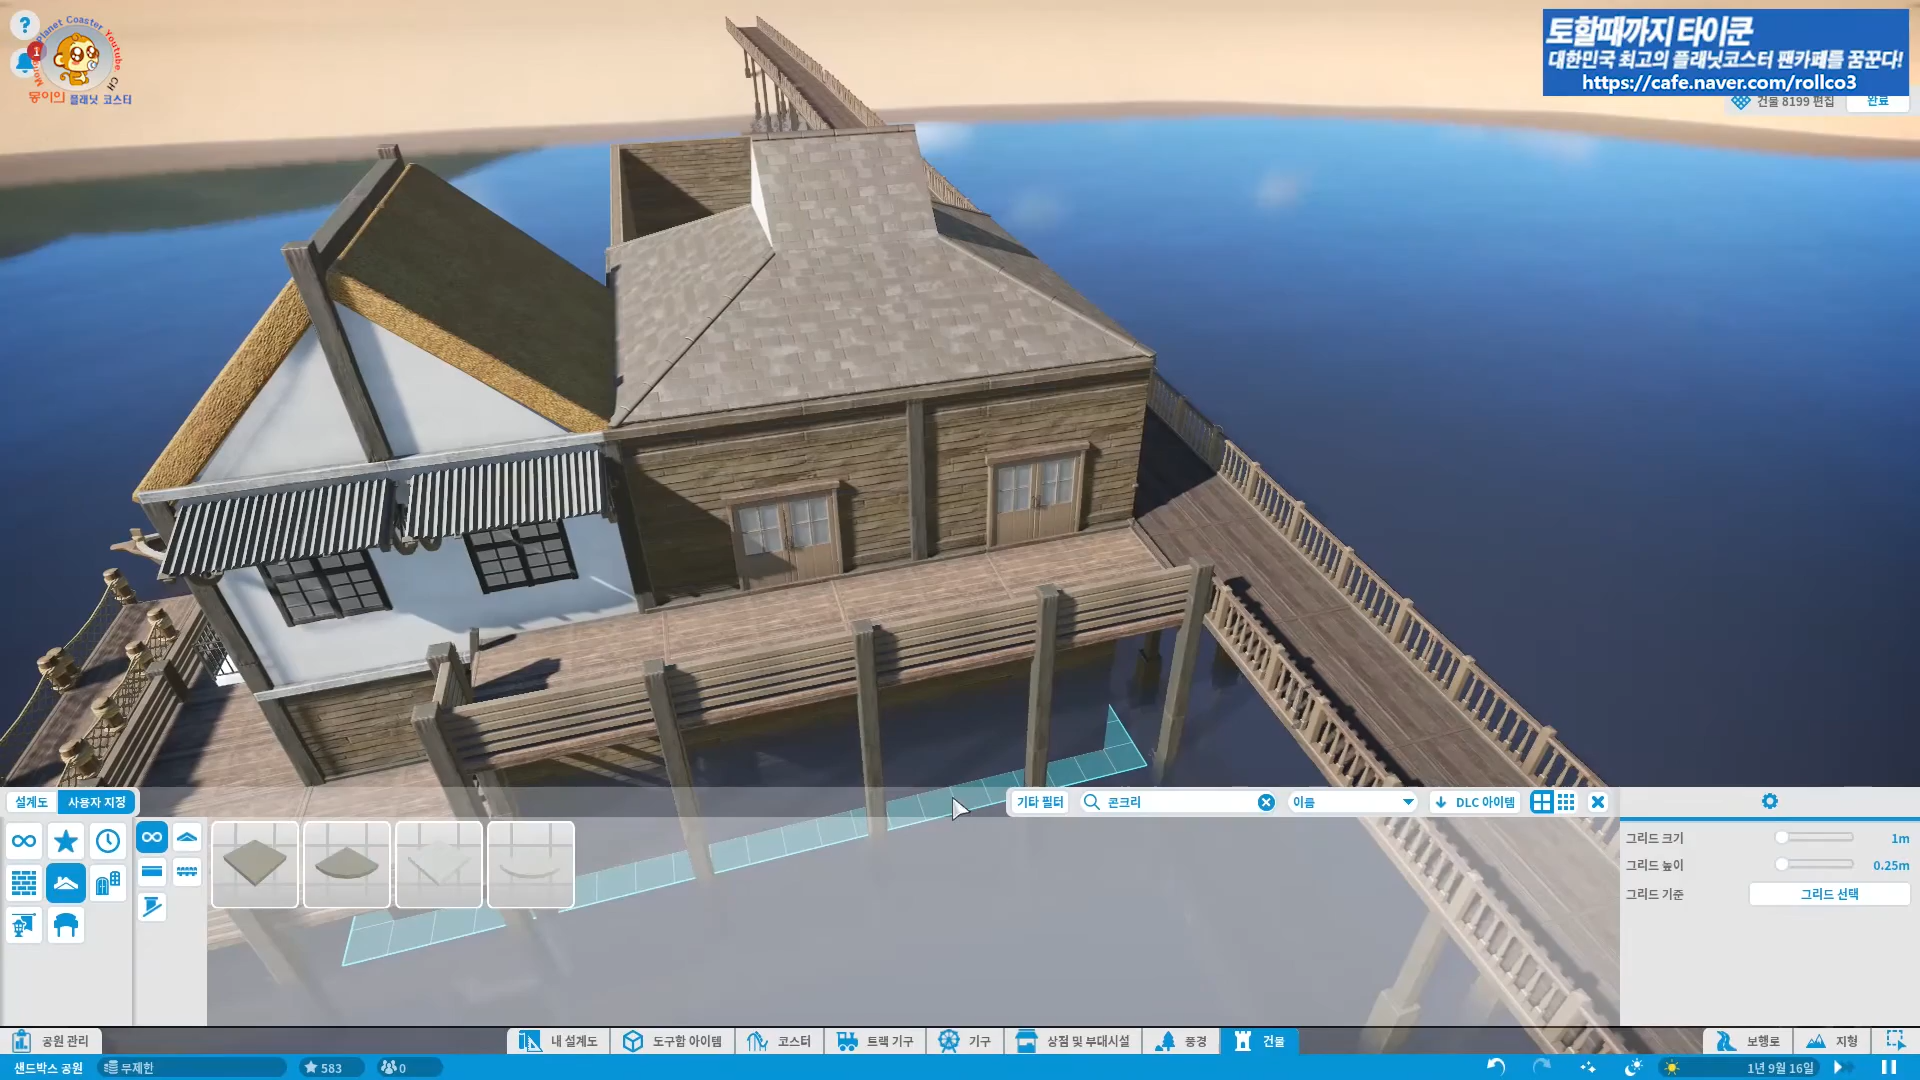 ?
1
Planet Coaster Youtube CH
몽이의 플래닛 코스터
토할때까지 타이쿤
대한민국 최고의 플래닛코스터 팬카페를 꿈꾼다!
https://cafe.naver.com/rollco3
건물 8199 편집
완료
설계도
사용자 지정
기타 필터
콘크리
이름
DLC 아이템
그리드 크기
1m
그리드 높이
0.25m
그리드 기준
그리드 선택
공원 관리
내 설계도
도구함 아이템
코스터
트랙 기구
기구
상점 및 부대시설
풍경
건물
보행로
지형
샌드박스 공원
무제한
583
0
1년 9월 16일